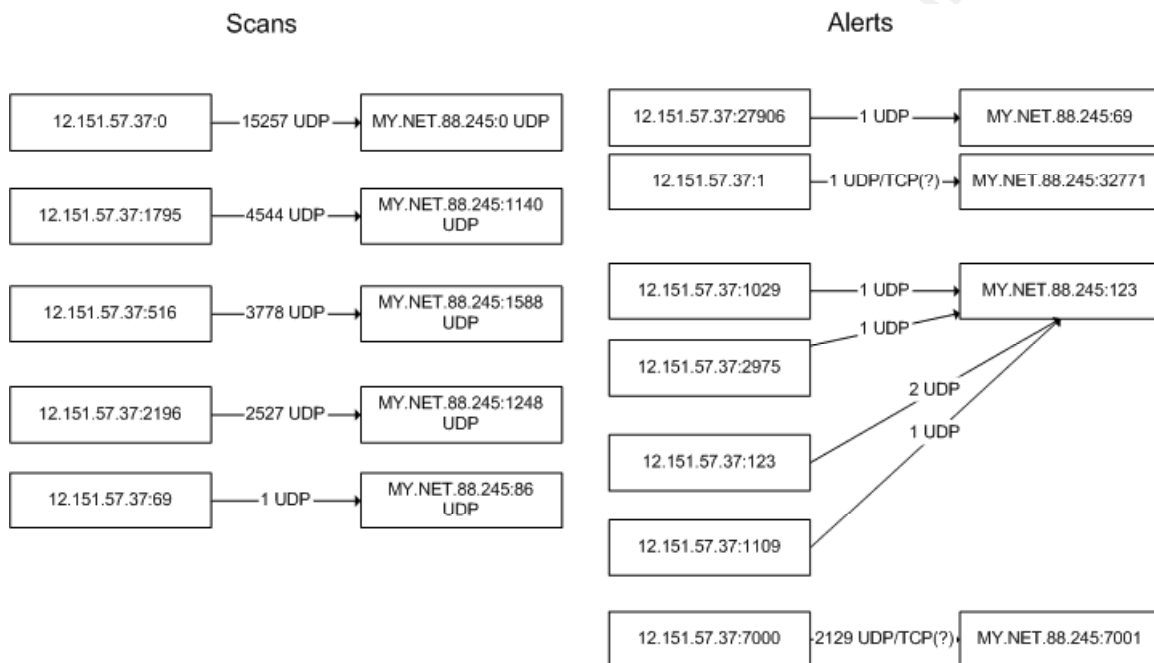 Scans
12.151.57.37:0
15257 UDP
MY.NET.88.245:0 UDP
12.151.57.37:1795
4544 UDP
MY.NET.88.245:1140
UDP
12.151.57.37:516
3778 UDP
MY.NET.88.245:1588
UDP
12.151.57.37:2196
2527 UDP
MY.NET.88.245:1248
UDP
12.151.57.37:69
1 UDP
MY.NET.88.245:86
UDP
Alerts
12.151.57.37:27906
1 UDP
MY.NET.88.245:69
12.151.57.37:1
1 UDP/TCP(?)
MY.NET.88.245:32771
12.151.57.37:1029
1 UDP
MY.NET.88.245:123
12.151.57.37:2975
1 UDP
12.151.57.37:123
2 UDP
12.151.57.37:1109
1 UDP
12.151.57.37:7000
2129 UDP/TCP(?)
MY.NET.88.245:7001